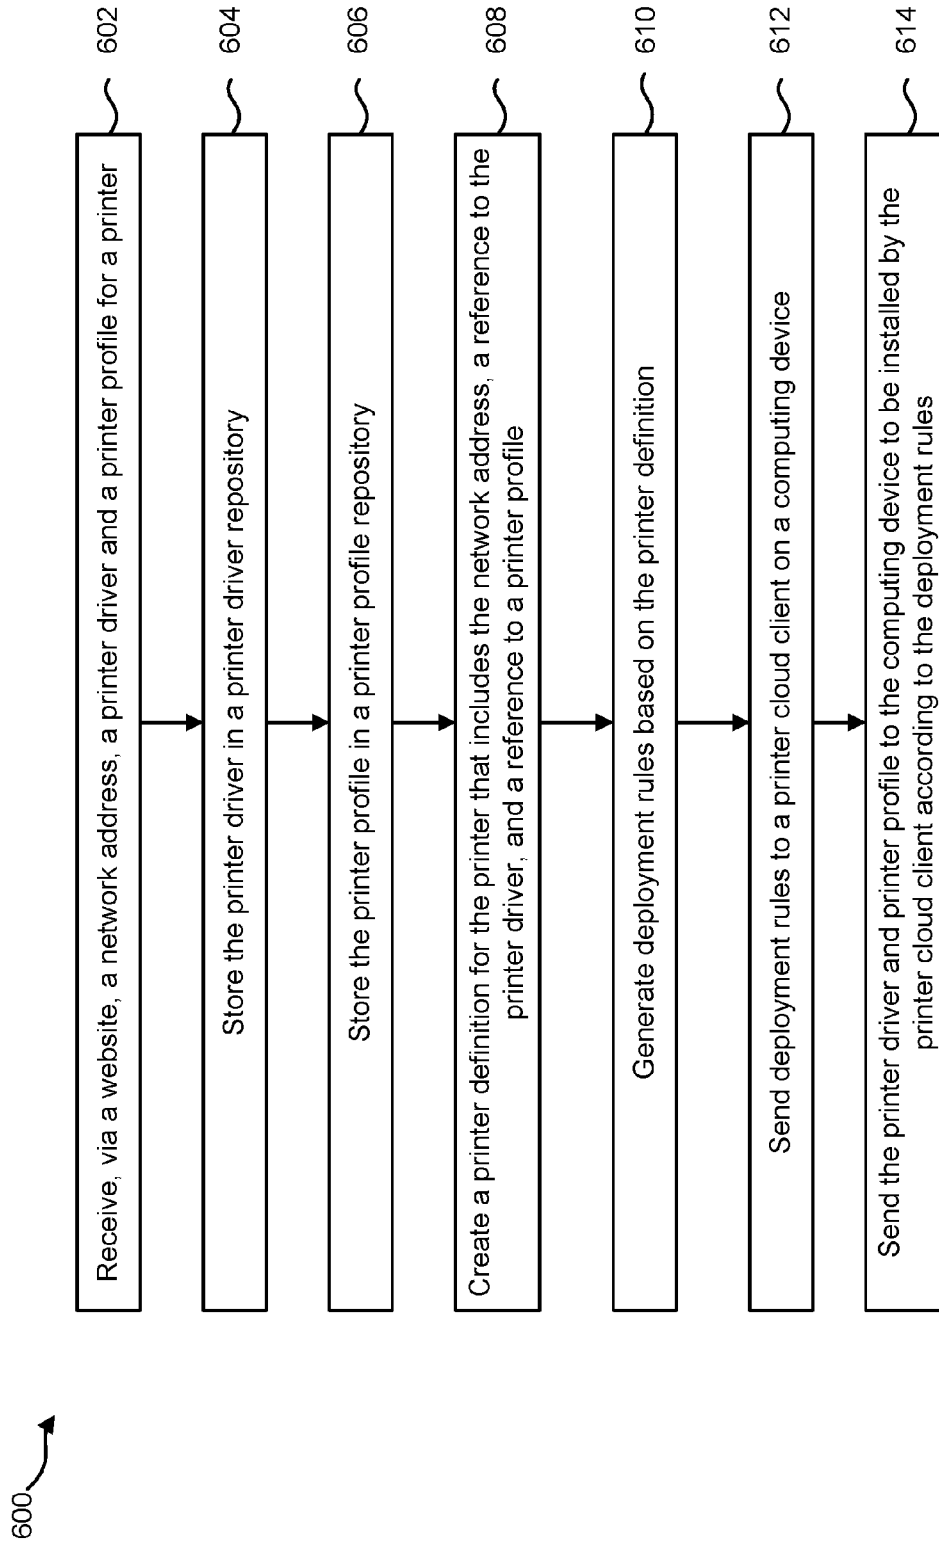 600
Receive, via a website, a network address, a printer driver and a printer profile for a printer
602
Store the printer driver in a printer driver repository
604
Store the printer profile in a printer profile repository
606
Create a printer definition for the printer that includes the network address, a reference to the
printer driver, and a reference to a printer profile
608
Generate deployment rules based on the printer definition
610
Send deployment rules to a printer cloud client on a computing device
612
Send the printer driver and printer profile to the computing device to be installed by the
printer cloud client according to the deployment rules
614